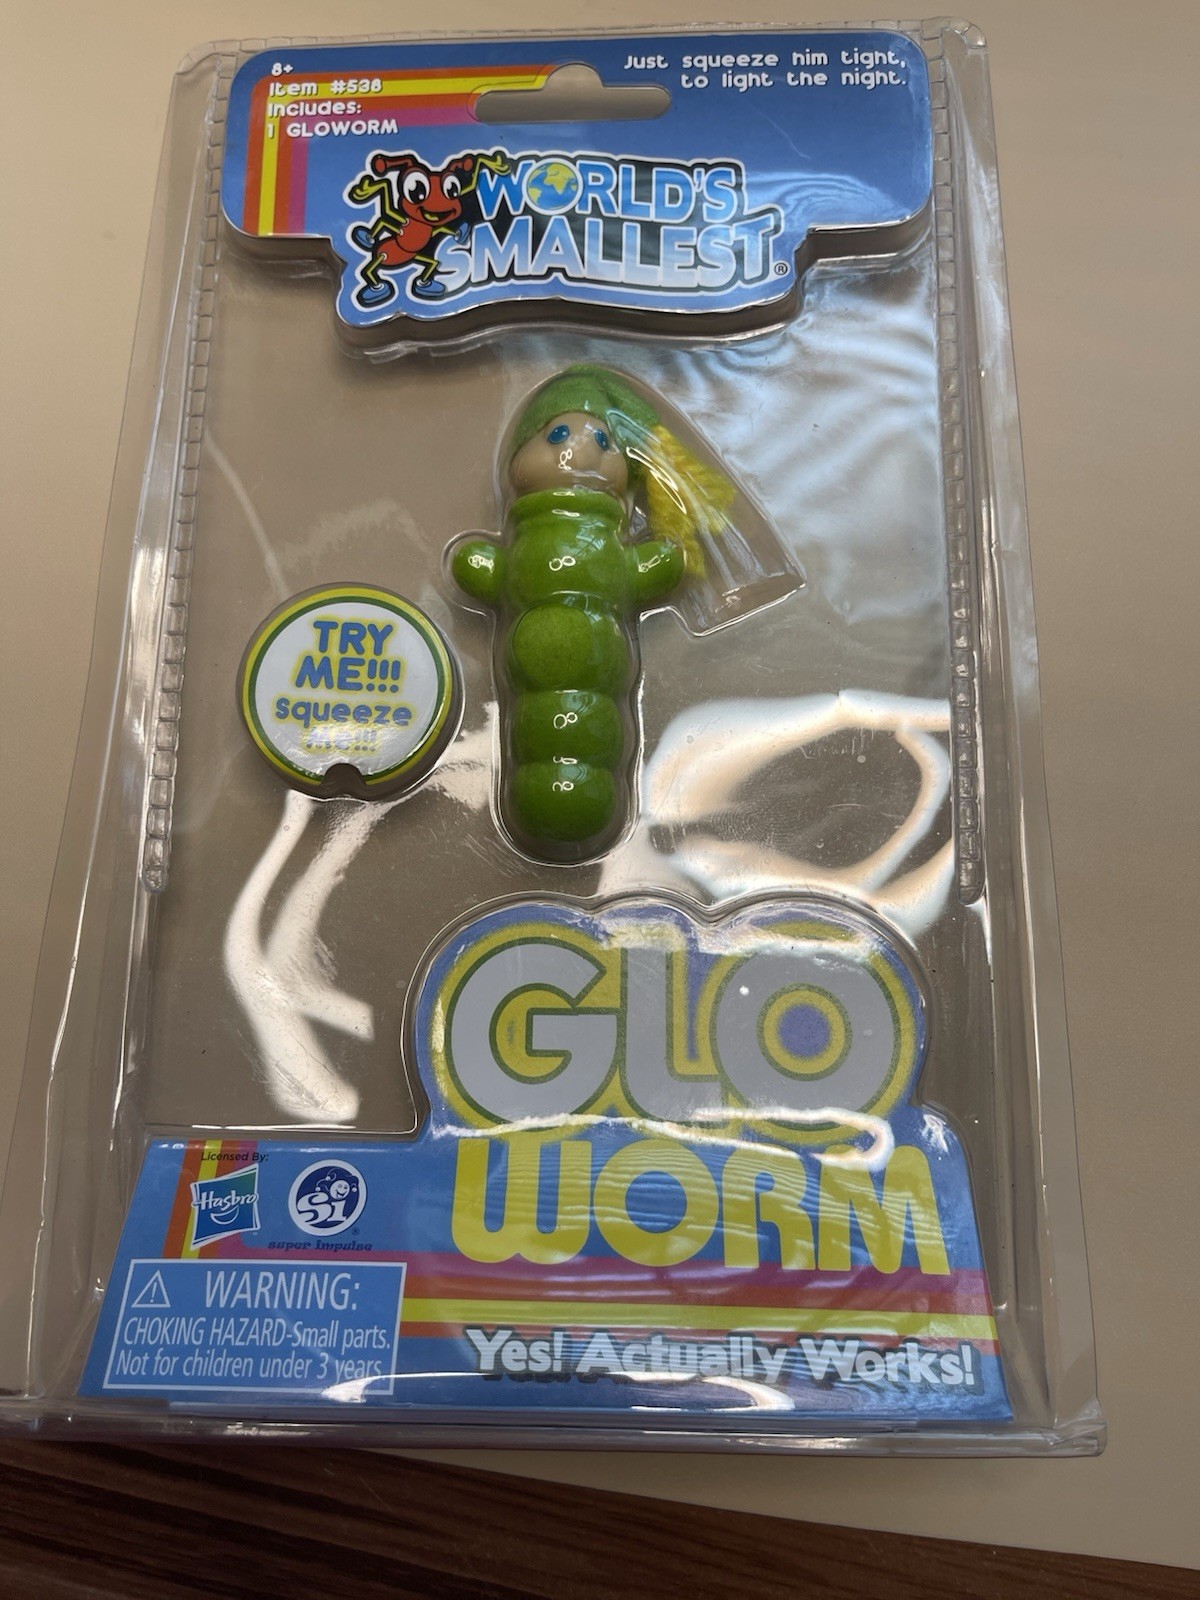 8+
Item #538
Includes:
1 GLOWORM
Just squeeze him tight,
to light the night.
WORLD'S
SMALLEST®
TRY
ME!!!
squeeze
Me!!!
GLO
WORM
Licensed By:
Hasbro
Si®
super impulse
WARNING:
CHOKING HAZARD-Small parts.
Not for children under 3 years.
Yes! Actually Works!